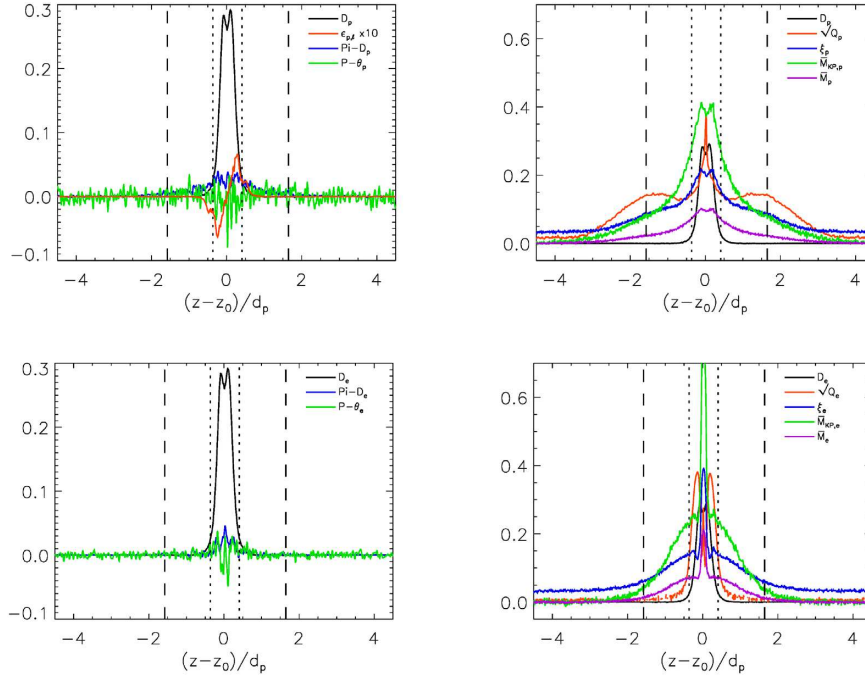 0.3
0.2
0.1
0.0
−0.1
D_p
ϵ_{p,ℓ} ×10
Pi−D_p
P−θ_p
−4 −2 0 2 4
(z−z_0)/d_p
0.6
0.4
0.2
0.0
D_p
√Q_p
ξ_p
M̅_{KP,p}
M̅_p
−4 −2 0 2 4
(z−z_0)/d_p
0.3
0.2
0.1
0.0
−0.1
D_e
Pi−D_e
P−θ_e
−4 −2 0 2 4
(z−z_0)/d_p
0.6
0.4
0.2
0.0
D_e
√Q_e
ξ_e
M̅_{KP,e}
M̅_e
−4 −2 0 2 4
(z−z_0)/d_p